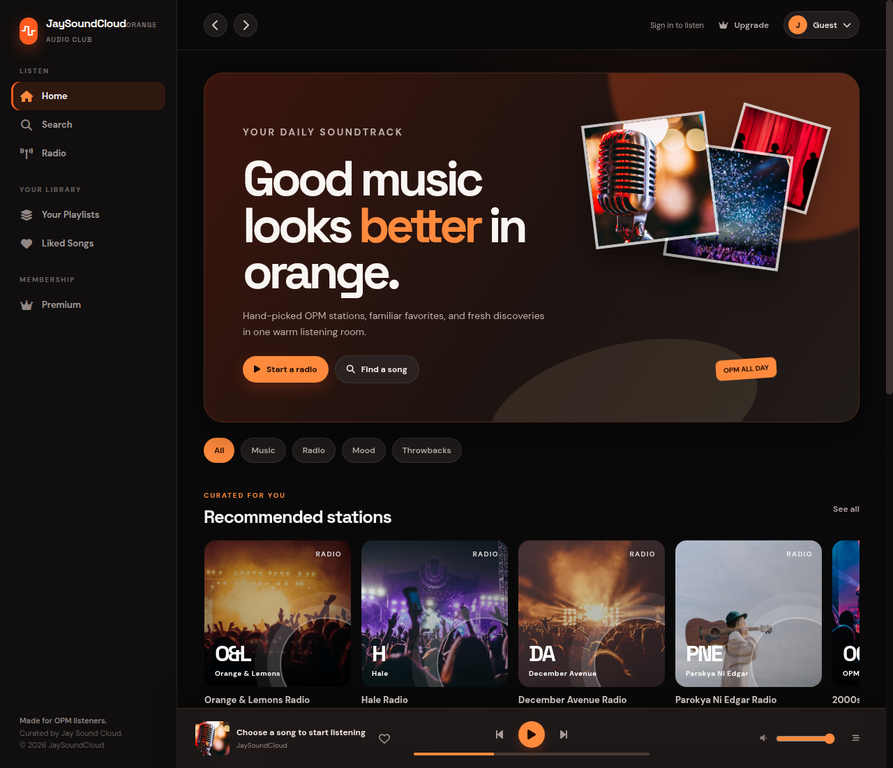 JaySoundCloud ORANGE
AUDIO CLUB
LISTEN
Home
Search
Radio
YOUR LIBRARY
Your Playlists
Liked Songs
MEMBERSHIP
Premium
Made for OPM listeners.
Curated by Jay Sound Cloud.
© 2026 JaySoundCloud
Sign in to listen
Upgrade
J
Guest
YOUR DAILY SOUNDTRACK
Good music
looks better in
orange.
Hand-picked OPM stations, familiar favorites, and fresh discoveries
in one warm listening room.
Start a radio
Find a song
OPM ALL DAY
All
Music
Radio
Mood
Throwbacks
CURATED FOR YOU
Recommended stations
See all
RADIO
O&L
Orange & Lemons
Orange & Lemons Radio
RADIO
H
Hale
Hale Radio
RADIO
DA
December Avenue
December Avenue Radio
RADIO
PNE
Parokya Ni Edgar
Parokya Ni Edgar Radio
OPM
2000s
Choose a song to start listening
JaySoundCloud